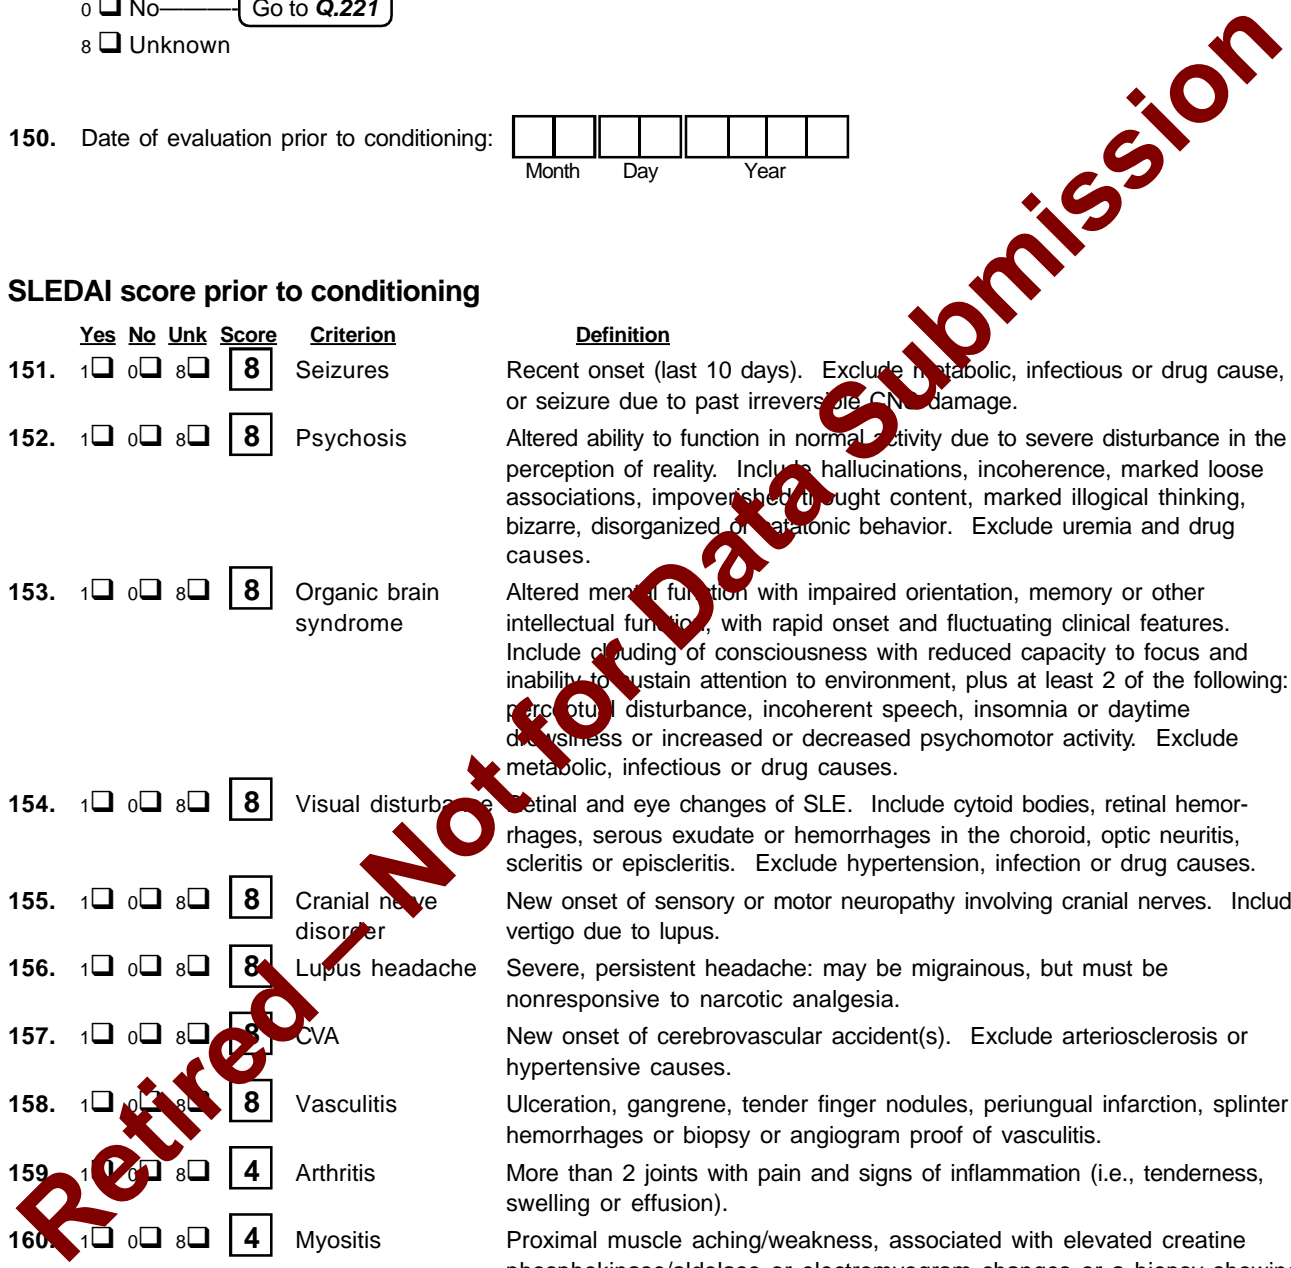 0 ❑ No———-Go to Q.221
8 ❑ Unknown
150. Date of evaluation prior to conditioning:
Month Day Year
SLEDAI score prior to conditioning
Yes No Unk Score Criterion Definition
151. 1❑ 0❑ 8❑ 8 Seizures Recent onset (last 10 days). Exclude metabolic, infectious or drug cause,
or seizure due to past irreversible CNS damage.
152. 1❑ 0❑ 8❑ 8 Psychosis Altered ability to function in normal activity due to severe disturbance in the
perception of reality. Include hallucinations, incoherence, marked loose
associations, impoverished thought content, marked illogical thinking,
bizarre, disorganized or catatonic behavior. Exclude uremia and drug
causes.
153. 1❑ 0❑ 8❑ 8 Organic brain Altered mental function with impaired orientation, memory or other
syndrome intellectual function, with rapid onset and fluctuating clinical features.
Include clouding of consciousness with reduced capacity to focus and
inability to sustain attention to environment, plus at least 2 of the following:
perceptual disturbance, incoherent speech, insomnia or daytime
drowsiness or increased or decreased psychomotor activity. Exclude
metabolic, infectious or drug causes.
154. 1❑ 0❑ 8❑ 8 Visual disturbance Retinal and eye changes of SLE. Include cytoid bodies, retinal hemor-
rhages, serous exudate or hemorrhages in the choroid, optic neuritis,
scleritis or episcleritis. Exclude hypertension, infection or drug causes.
155. 1❑ 0❑ 8❑ 8 Cranial nerve New onset of sensory or motor neuropathy involving cranial nerves. Includ
disorder vertigo due to lupus.
156. 1❑ 0❑ 8❑ 8 Lupus headache Severe, persistent headache: may be migrainous, but must be
nonresponsive to narcotic analgesia.
157. 1❑ 0❑ 8❑ 8 CVA New onset of cerebrovascular accident(s). Exclude arteriosclerosis or
hypertensive causes.
158. 1❑ 0❑ 8❑ 8 Vasculitis Ulceration, gangrene, tender finger nodules, periungual infarction, splinter
hemorrhages or biopsy or angiogram proof of vasculitis.
159. 1❑ 0❑ 8❑ 4 Arthritis More than 2 joints with pain and signs of inflammation (i.e., tenderness,
swelling or effusion).
160. 1❑ 0❑ 8❑ 4 Myositis Proximal muscle aching/weakness, associated with elevated creatine
phosphokinase/aldolase or electromyogram changes or a biopsy showing
Retired – Not for Data Submission